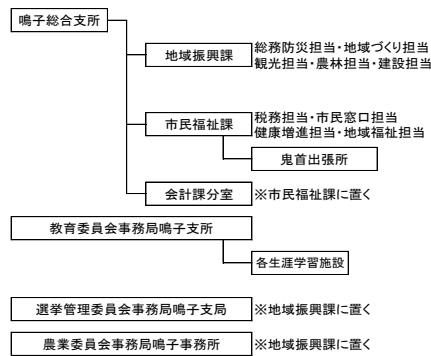 鳴子総合支所
地域振興課
総務防災担当・地域づくり担当
観光担当・農林担当・建設担当
市民福祉課
税務担当・市民窓口担当
健康増進担当・地域福祉担当
鬼首出張所
会計課分室
※市民福祉課に置く
教育委員会事務局鳴子支所
各生涯学習施設
選挙管理委員会事務局鳴子支局
※地域振興課に置く
農業委員会事務局鳴子事務所
※地域振興課に置く